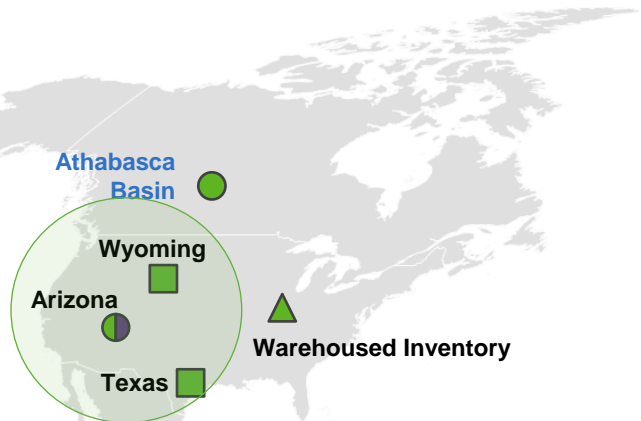 Athabasca
Basin
Wyoming
Arizona
Warehoused Inventory
Texas